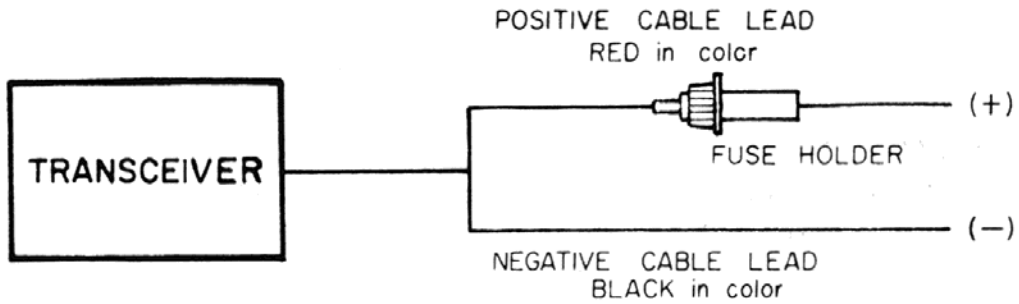 POSITIVE CABLE LEAD
RED in color
(+)
FUSE HOLDER
TRANSCEIVER
(−)
NEGATIVE CABLE LEAD
BLACK in color